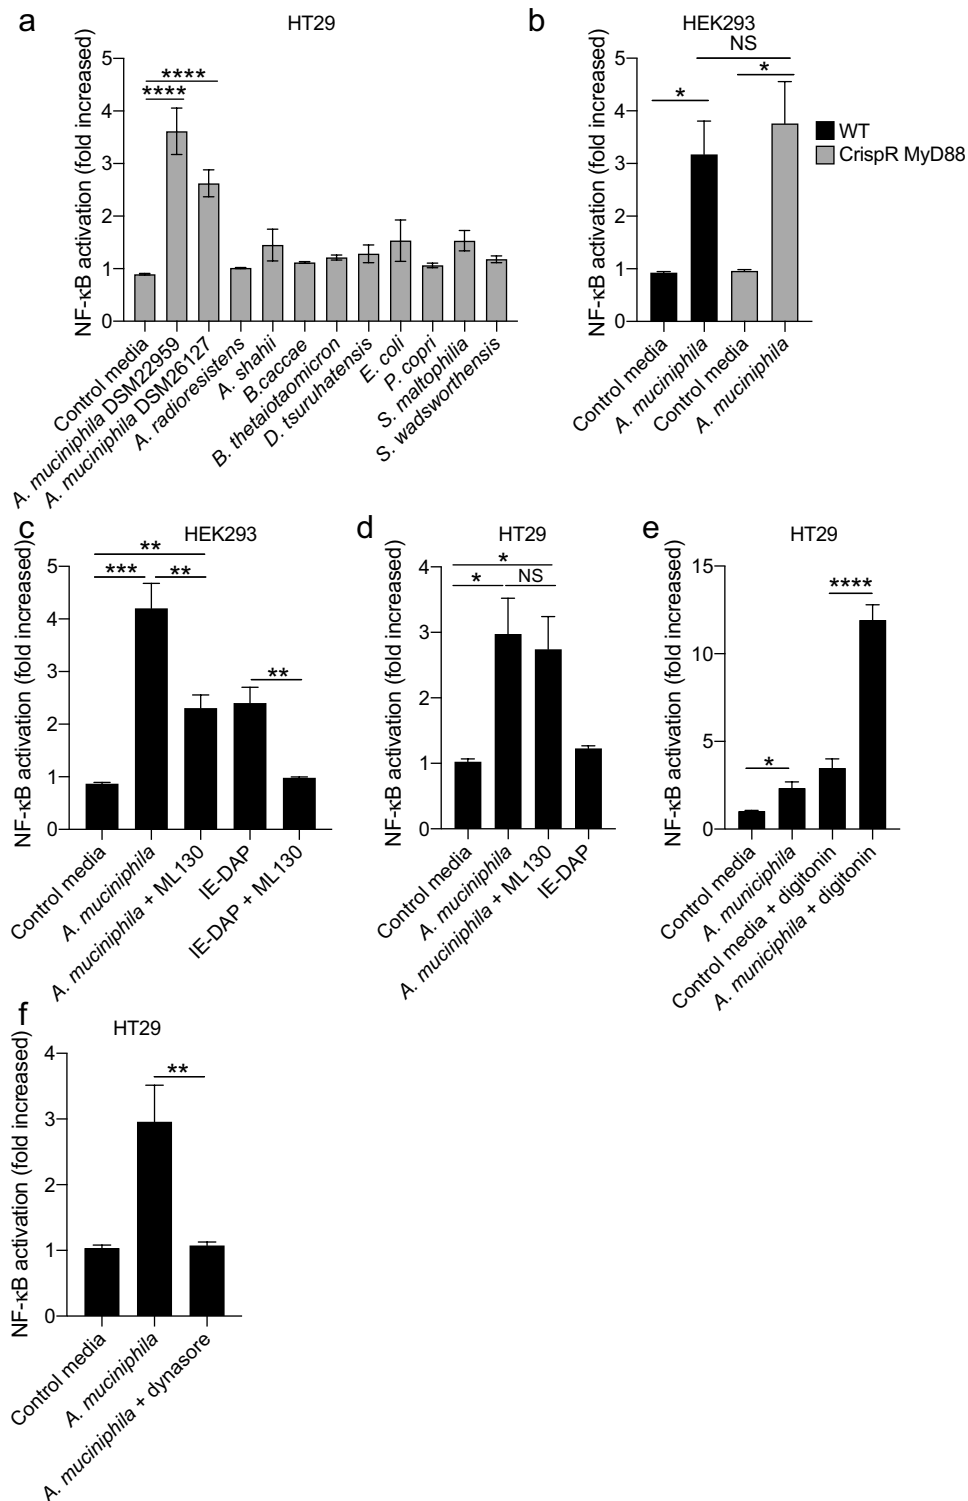 a
HT29
NF-κB activation (fold increased)
5
4
3
2
1
0
****
****
Control media
A. muciniphila DSM22959
A. muciniphila DSM26127
A. radioresistens
A. shahii
B.caccae
B. thetaiotaomicron
D. tsuruhatensis
E. coli
P. copri
S. maltophilia
S. wadsworthensis
b
HEK293
NF-κB activation (fold increased)
5
4
3
2
1
0
NS
*
*
WT
CrispR MyD88
Control media
A. muciniphila
Control media
A. muciniphila
c
HEK293
NF-κB activation (fold increased)
5
4
3
2
1
0
**
***
**
**
Control media
A. muciniphila
A. muciniphila + ML130
IE-DAP
IE-DAP + ML130
d
HT29
NF-κB activation (fold increased)
4
3
2
1
0
*
*
NS
Control media
A. muciniphila
A. muciniphila + ML130
IE-DAP
e
HT29
NF-κB activation (fold increased)
15
10
5
0
****
*
Control media
A. municiphila
Control media + digitonin
A. municiphila + digitonin
f
HT29
NF-κB activation (fold increased)
4
3
2
1
0
**
Control media
A. muciniphila
A. muciniphila + dynasore